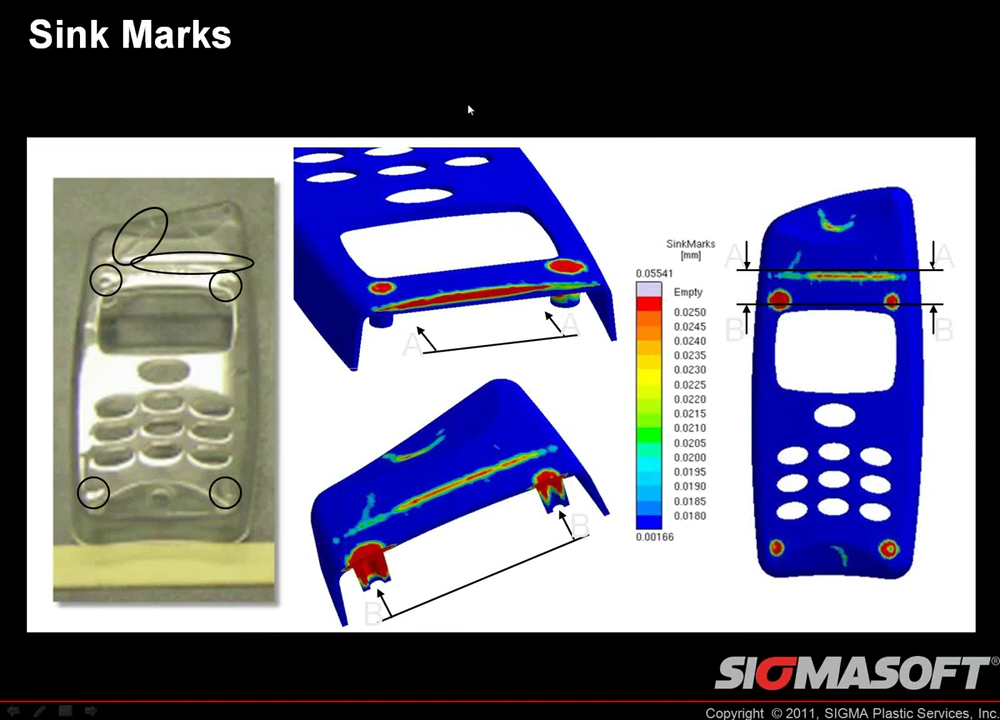 Sink Marks
SinkMarks
[mm]
0.05541
Empty
0.0250
0.0245
0.0240
0.0235
0.0230
0.0225
0.0220
0.0215
0.0210
0.0205
0.0200
0.0195
0.0190
0.0185
0.0180
0.00166
A A
B B
A A
B B
SIGMASOFT®
Copyright © 2011, SIGMA Plastic Services, Inc.